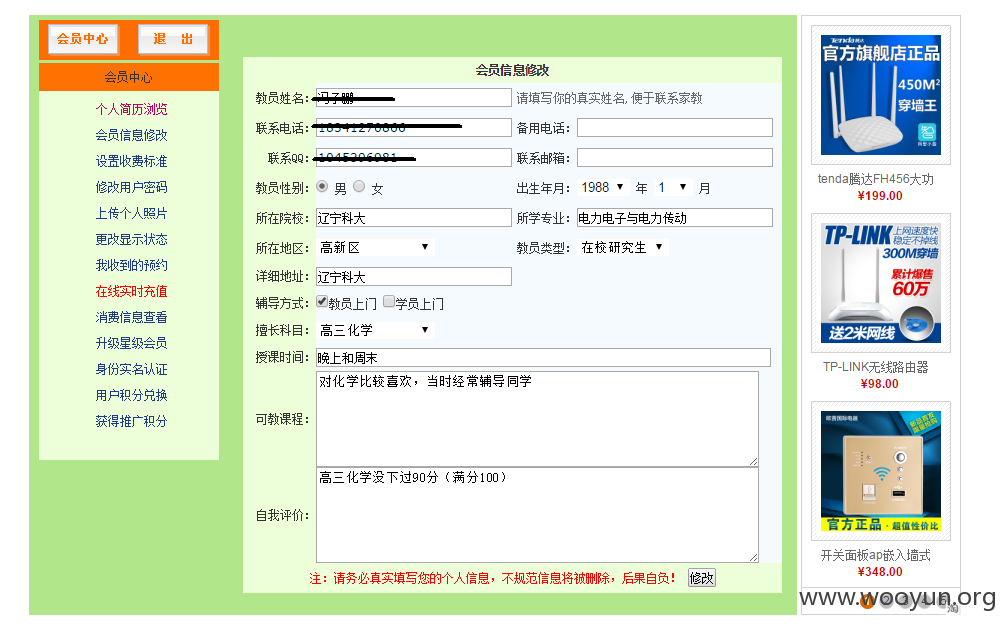 会员中心
退 出
会员中心
个人简历浏览
会员信息修改
设置收费标准
修改用户密码
上传个人照片
更改显示状态
我收到的预约
在线实时充值
消费信息查看
升级星级会员
身份实名认证
用户积分兑换
获得推广积分
会员信息修改
教员姓名: 请填写你的真实姓名, 便于联系家教
联系电话: 备用电话:
联系QQ: 联系邮箱:
教员性别: 男 女 出生年月: 1988 年 1 月
所在院校: 辽宁科大 所学专业: 电力电子与电力传动
所在地区: 高新区 教员类型: 在校研究生
详细地址: 辽宁科大
辅导方式: 教员上门 学员上门
擅长科目: 高三化学
授课时间: 晚上和周末
可教课程: 对化学比较喜欢，当时经常辅导同学
自我评价: 高三化学没下过90分（满分100）
注：请务必真实填写您的个人信息，不规范信息将被删除，后果自负！ 修改
Tenda
官方旗舰店正品
450M²
穿墙王
tenda腾达FH456大功
¥199.00
TP-LINK
上网速度快
稳定不掉线
300M穿墙
累计爆售
60万
送2米网线
TP-LINK无线路由器
¥98.00
官方正品·超值性价比
开关面板ap嵌入墙式
¥348.00
www.wooyun.org